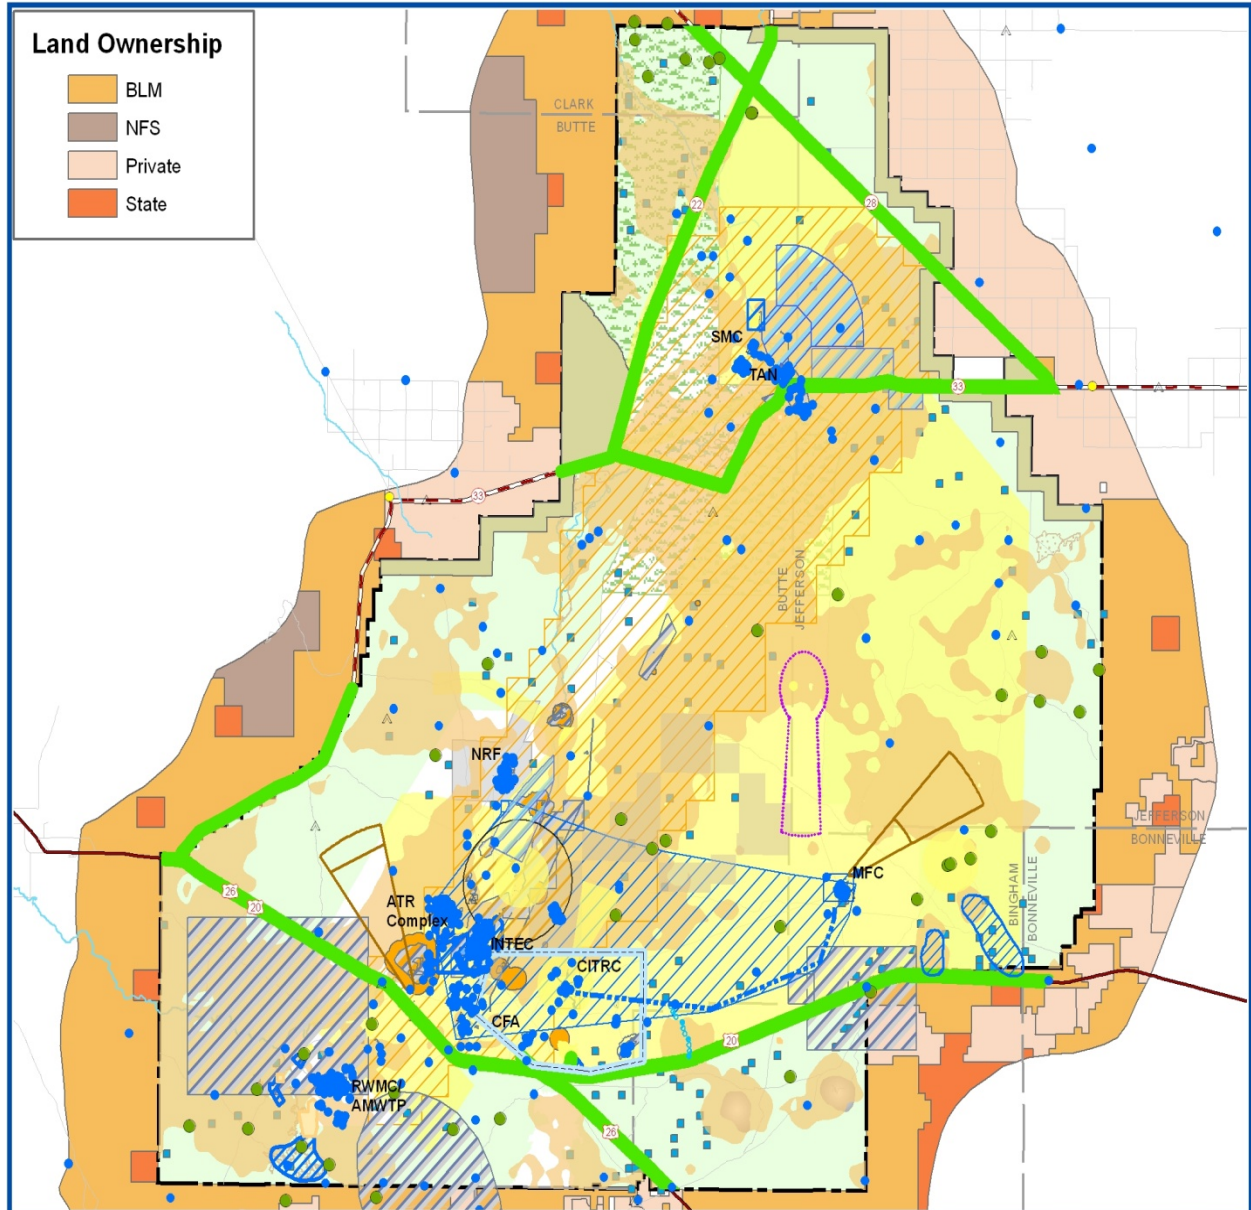 Land Ownership
BLM
NFS
Private
State
CLARK
BUTTE
22
28
SMC
TAN
33
33
BUTTE
JEFFERSON
NRF
JEFFERSON
BONNEVILLE
MFC
BINGHAM
BONNEVILLE
26
20
ATR
Complex
INTEC
CITRC
CFA
20
RWMC/
AMWTP
26